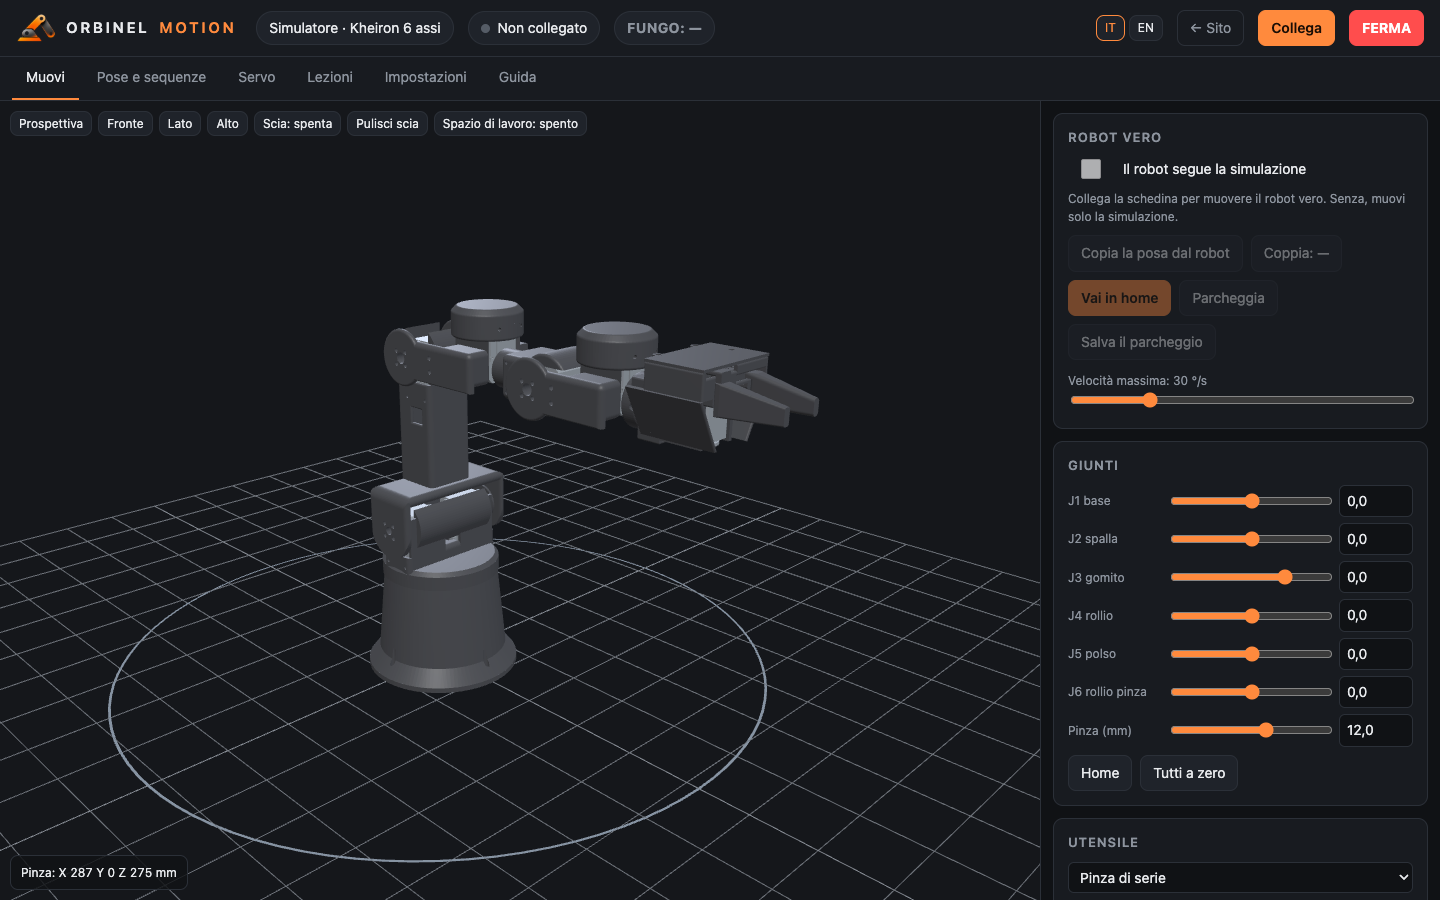 ORBINEL MOTION
Simulatore · Kheiron 6 assi
Non collegato
FUNGO: —
IT
EN
← Sito
Collega
FERMA
Muovi
Pose e sequenze
Servo
Lezioni
Impostazioni
Guida
Prospettiva
Fronte
Lato
Alto
Scia: spenta
Pulisci scia
Spazio di lavoro: spento
Pinza: X 287 Y 0 Z 275 mm
ROBOT VERO
Il robot segue la simulazione
Collega la schedina per muovere il robot vero. Senza, muovi
solo la simulazione.
Copia la posa dal robot
Coppia: —
Vai in home
Parcheggia
Salva il parcheggio
Velocità massima: 30 °/s
GIUNTI
J1 base 0,0
J2 spalla 0,0
J3 gomito 0,0
J4 rollio 0,0
J5 polso 0,0
J6 rollio pinza 0,0
Pinza (mm) 12,0
Home
Tutti a zero
UTENSILE
Pinza di serie